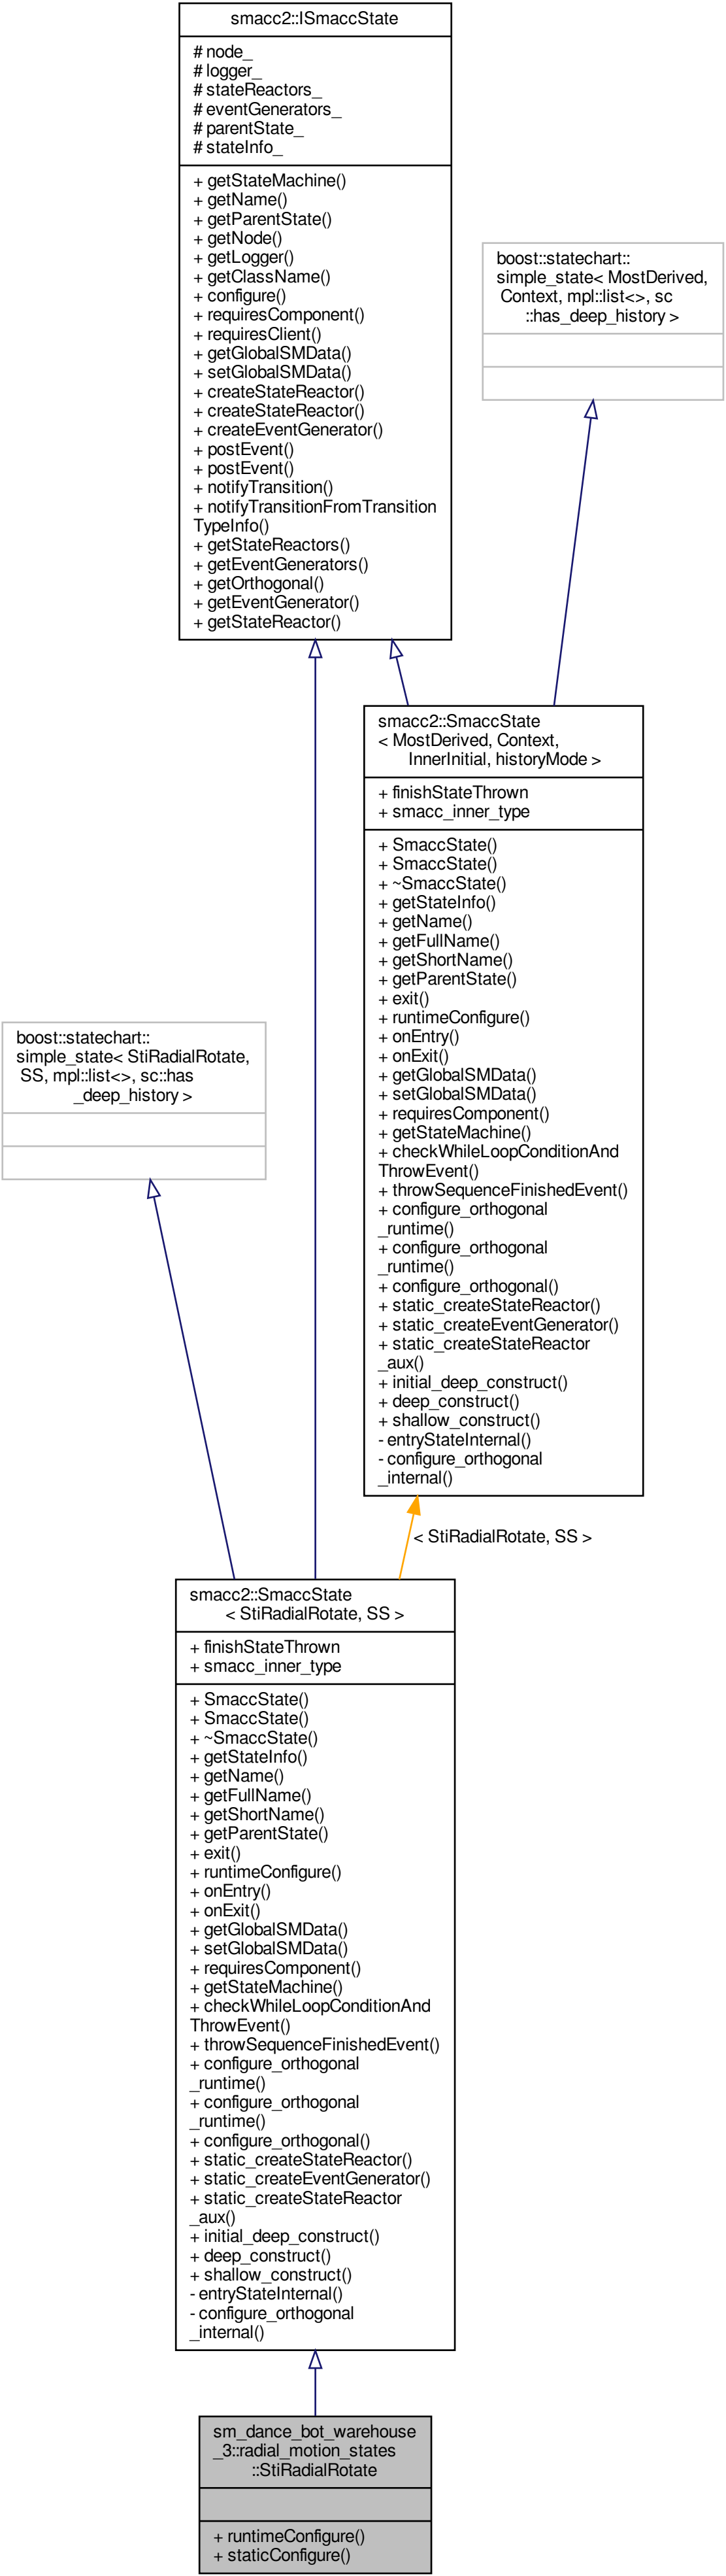 smacc2::ISmaccState
# node_
# logger_
# stateReactors_
# eventGenerators_
# parentState_
# stateInfo_
+ getStateMachine()
+ getName()
+ getParentState()
+ getNode()
+ getLogger()
+ getClassName()
+ configure()
+ requiresComponent()
+ requiresClient()
+ getGlobalSMData()
+ setGlobalSMData()
+ createStateReactor()
+ createStateReactor()
+ createEventGenerator()
+ postEvent()
+ postEvent()
+ notifyTransition()
+ notifyTransitionFromTransition
TypeInfo()
+ getStateReactors()
+ getEventGenerators()
+ getOrthogonal()
+ getEventGenerator()
+ getStateReactor()
boost::statechart::
simple_state< MostDerived,
Context, mpl::list<>, sc
::has_deep_history >
smacc2::SmaccState
< MostDerived, Context,
InnerInitial, historyMode >
+ finishStateThrown
+ smacc_inner_type
+ SmaccState()
+ SmaccState()
+ ~SmaccState()
+ getStateInfo()
+ getName()
+ getFullName()
+ getShortName()
+ getParentState()
+ exit()
+ runtimeConfigure()
+ onEntry()
+ onExit()
+ getGlobalSMData()
+ setGlobalSMData()
+ requiresComponent()
+ getStateMachine()
+ checkWhileLoopConditionAnd
ThrowEvent()
+ throwSequenceFinishedEvent()
+ configure_orthogonal
_runtime()
+ configure_orthogonal
_runtime()
+ configure_orthogonal()
+ static_createStateReactor()
+ static_createEventGenerator()
+ static_createStateReactor
_aux()
+ initial_deep_construct()
+ deep_construct()
+ shallow_construct()
- entryStateInternal()
- configure_orthogonal
_internal()
boost::statechart::
simple_state< StiRadialRotate,
SS, mpl::list<>, sc::has
_deep_history >
< StiRadialRotate, SS >
smacc2::SmaccState
< StiRadialRotate, SS >
+ finishStateThrown
+ smacc_inner_type
+ SmaccState()
+ SmaccState()
+ ~SmaccState()
+ getStateInfo()
+ getName()
+ getFullName()
+ getShortName()
+ getParentState()
+ exit()
+ runtimeConfigure()
+ onEntry()
+ onExit()
+ getGlobalSMData()
+ setGlobalSMData()
+ requiresComponent()
+ getStateMachine()
+ checkWhileLoopConditionAnd
ThrowEvent()
+ throwSequenceFinishedEvent()
+ configure_orthogonal
_runtime()
+ configure_orthogonal
_runtime()
+ configure_orthogonal()
+ static_createStateReactor()
+ static_createEventGenerator()
+ static_createStateReactor
_aux()
+ initial_deep_construct()
+ deep_construct()
+ shallow_construct()
- entryStateInternal()
- configure_orthogonal
_internal()
sm_dance_bot_warehouse
_3::radial_motion_states
::StiRadialRotate
+ runtimeConfigure()
+ staticConfigure()